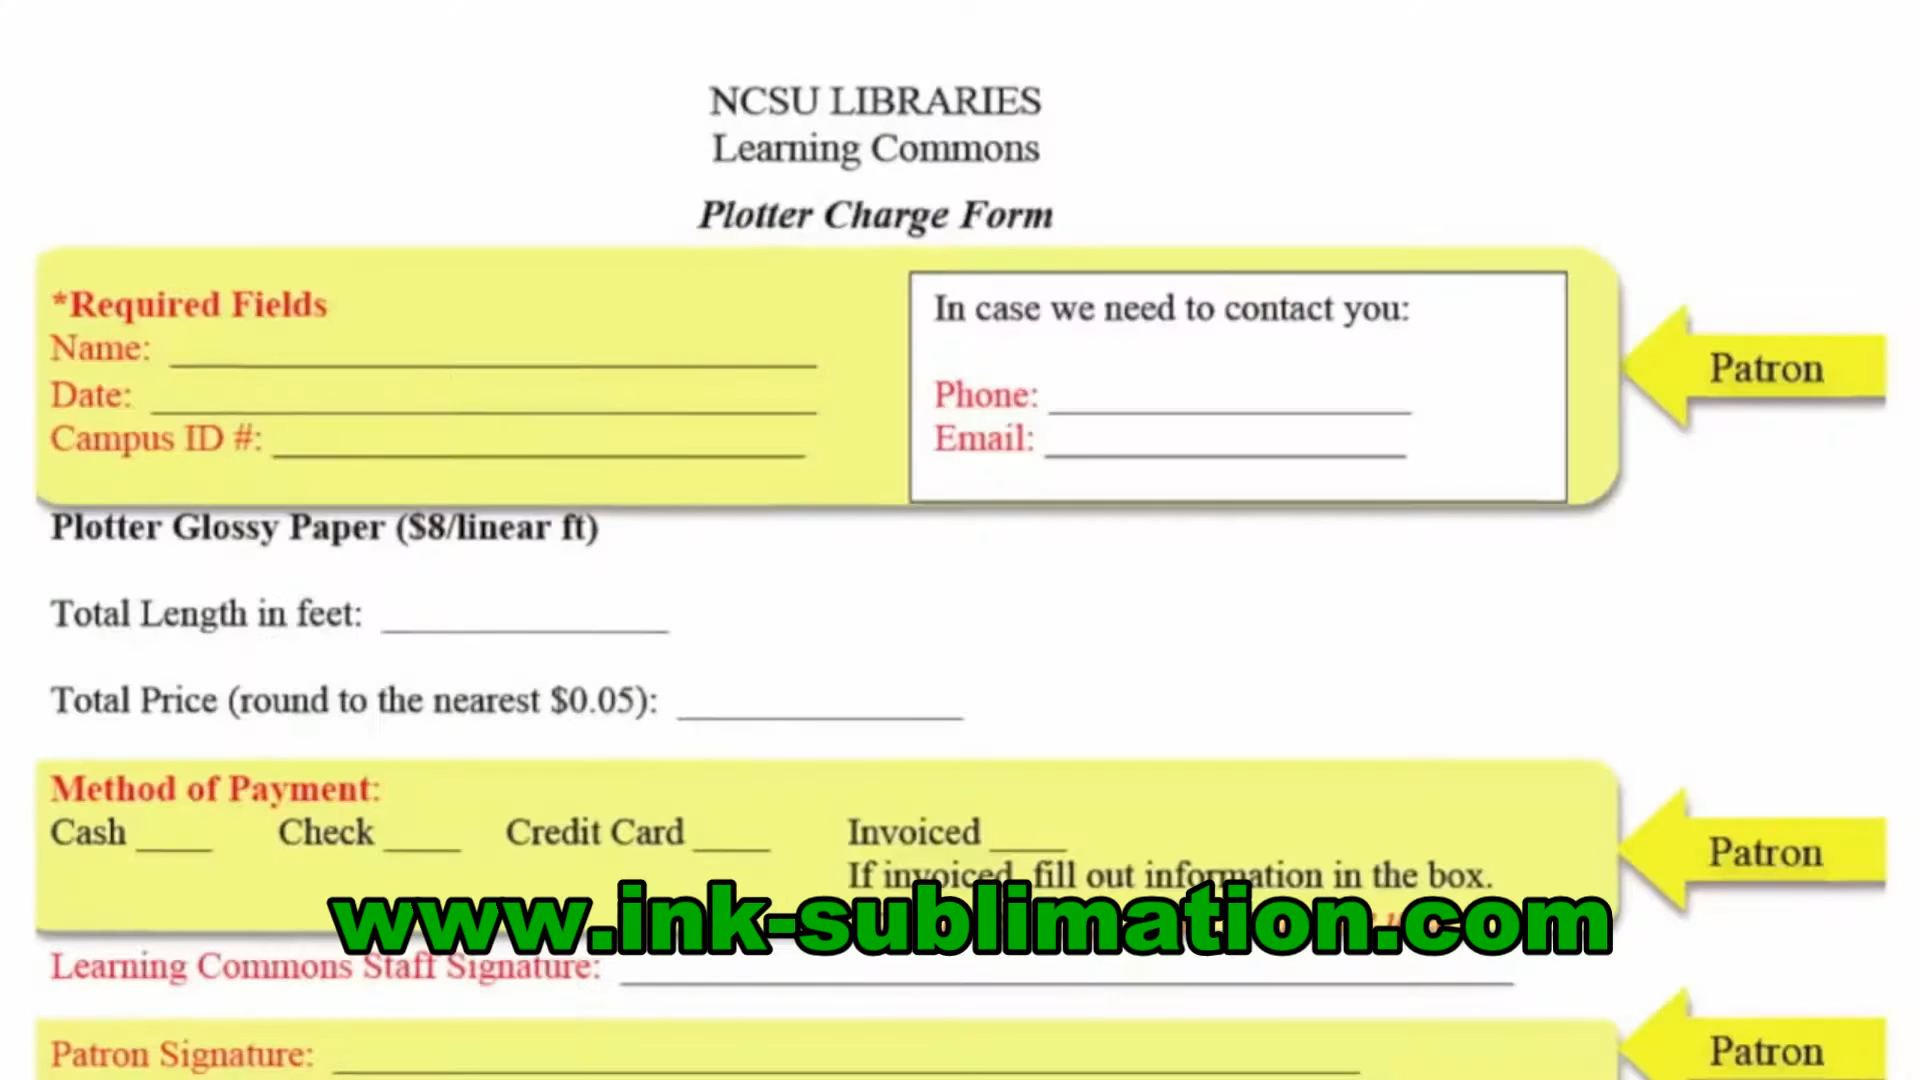 NCSU LIBRARIES
Learning Commons
Plotter Charge Form
*Required Fields
Name:
Date:
Campus ID #:
In case we need to contact you:
Phone:
Email:
Patron
Plotter Glossy Paper ($8/linear ft)
Total Length in feet:
Total Price (round to the nearest $0.05):
Method of Payment:
Cash Check Credit Card Invoiced
If invoiced, fill out information in the box.
Patron
www.ink-sublimation.com
Learning Commons Staff Signature:
Patron Signature:
Patron